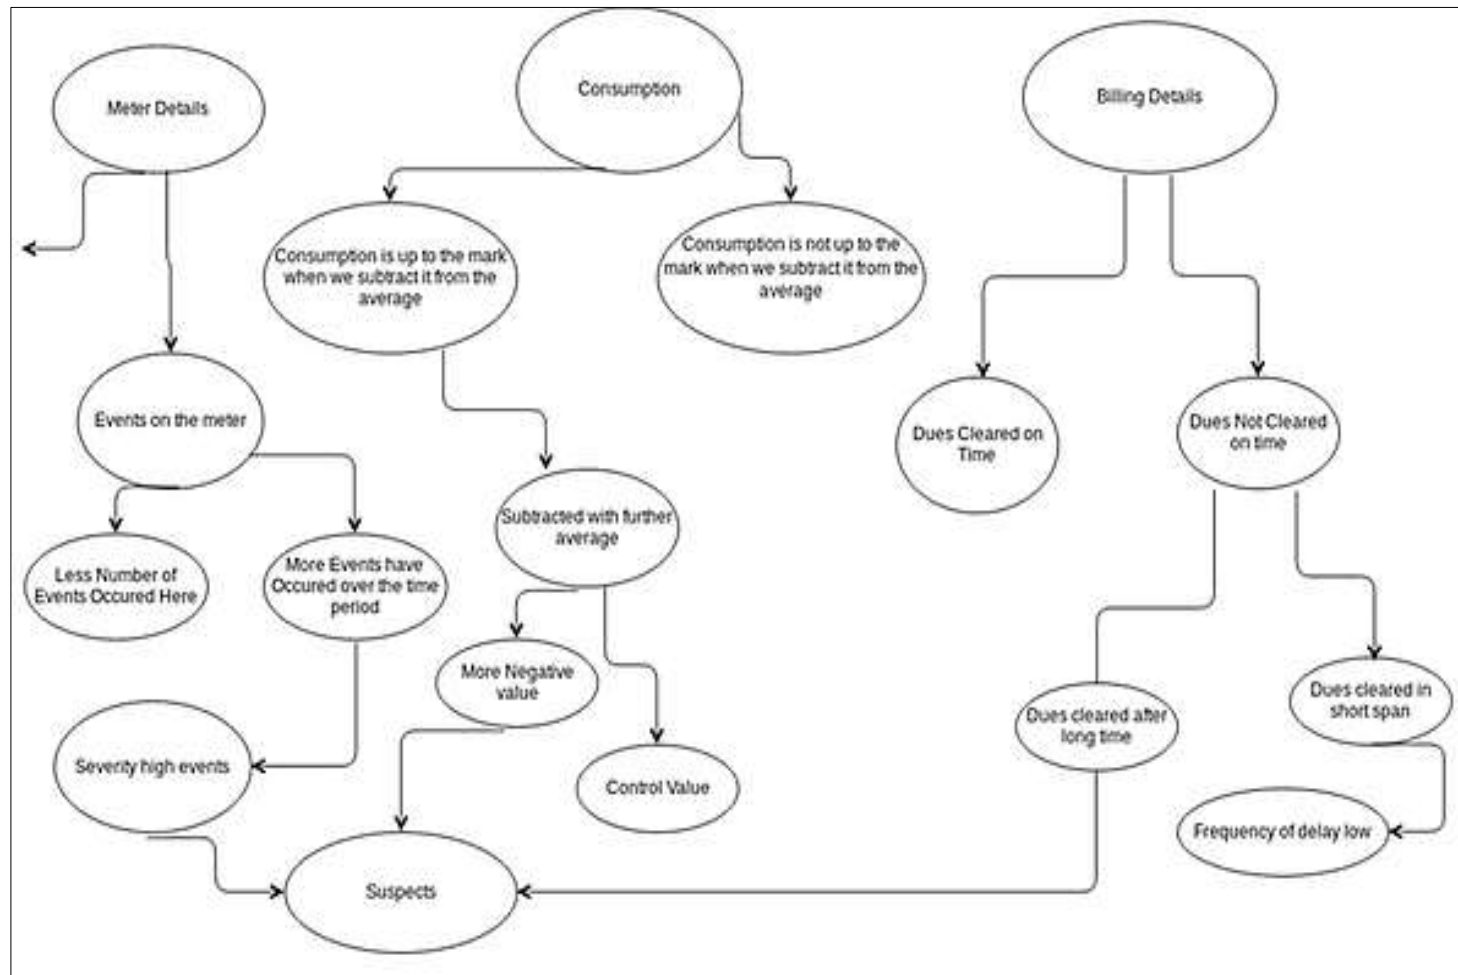 Meter Details
Consumption
Billing Details
Consumption is up to the mark
when we subtract it from the
average
Consumption is not up to the
mark when we subtract it from the
average
Events on the meter
Dues Cleared on
Time
Dues Not Cleared
on time
Subtracted with further
average
Less Number of
Events Occured Here
More Events have
Occured over the time
period
More Negative
value
Dues cleared after
long time
Dues cleared in
short span
Severity high events
Control Value
Frequency of delay low
Suspects